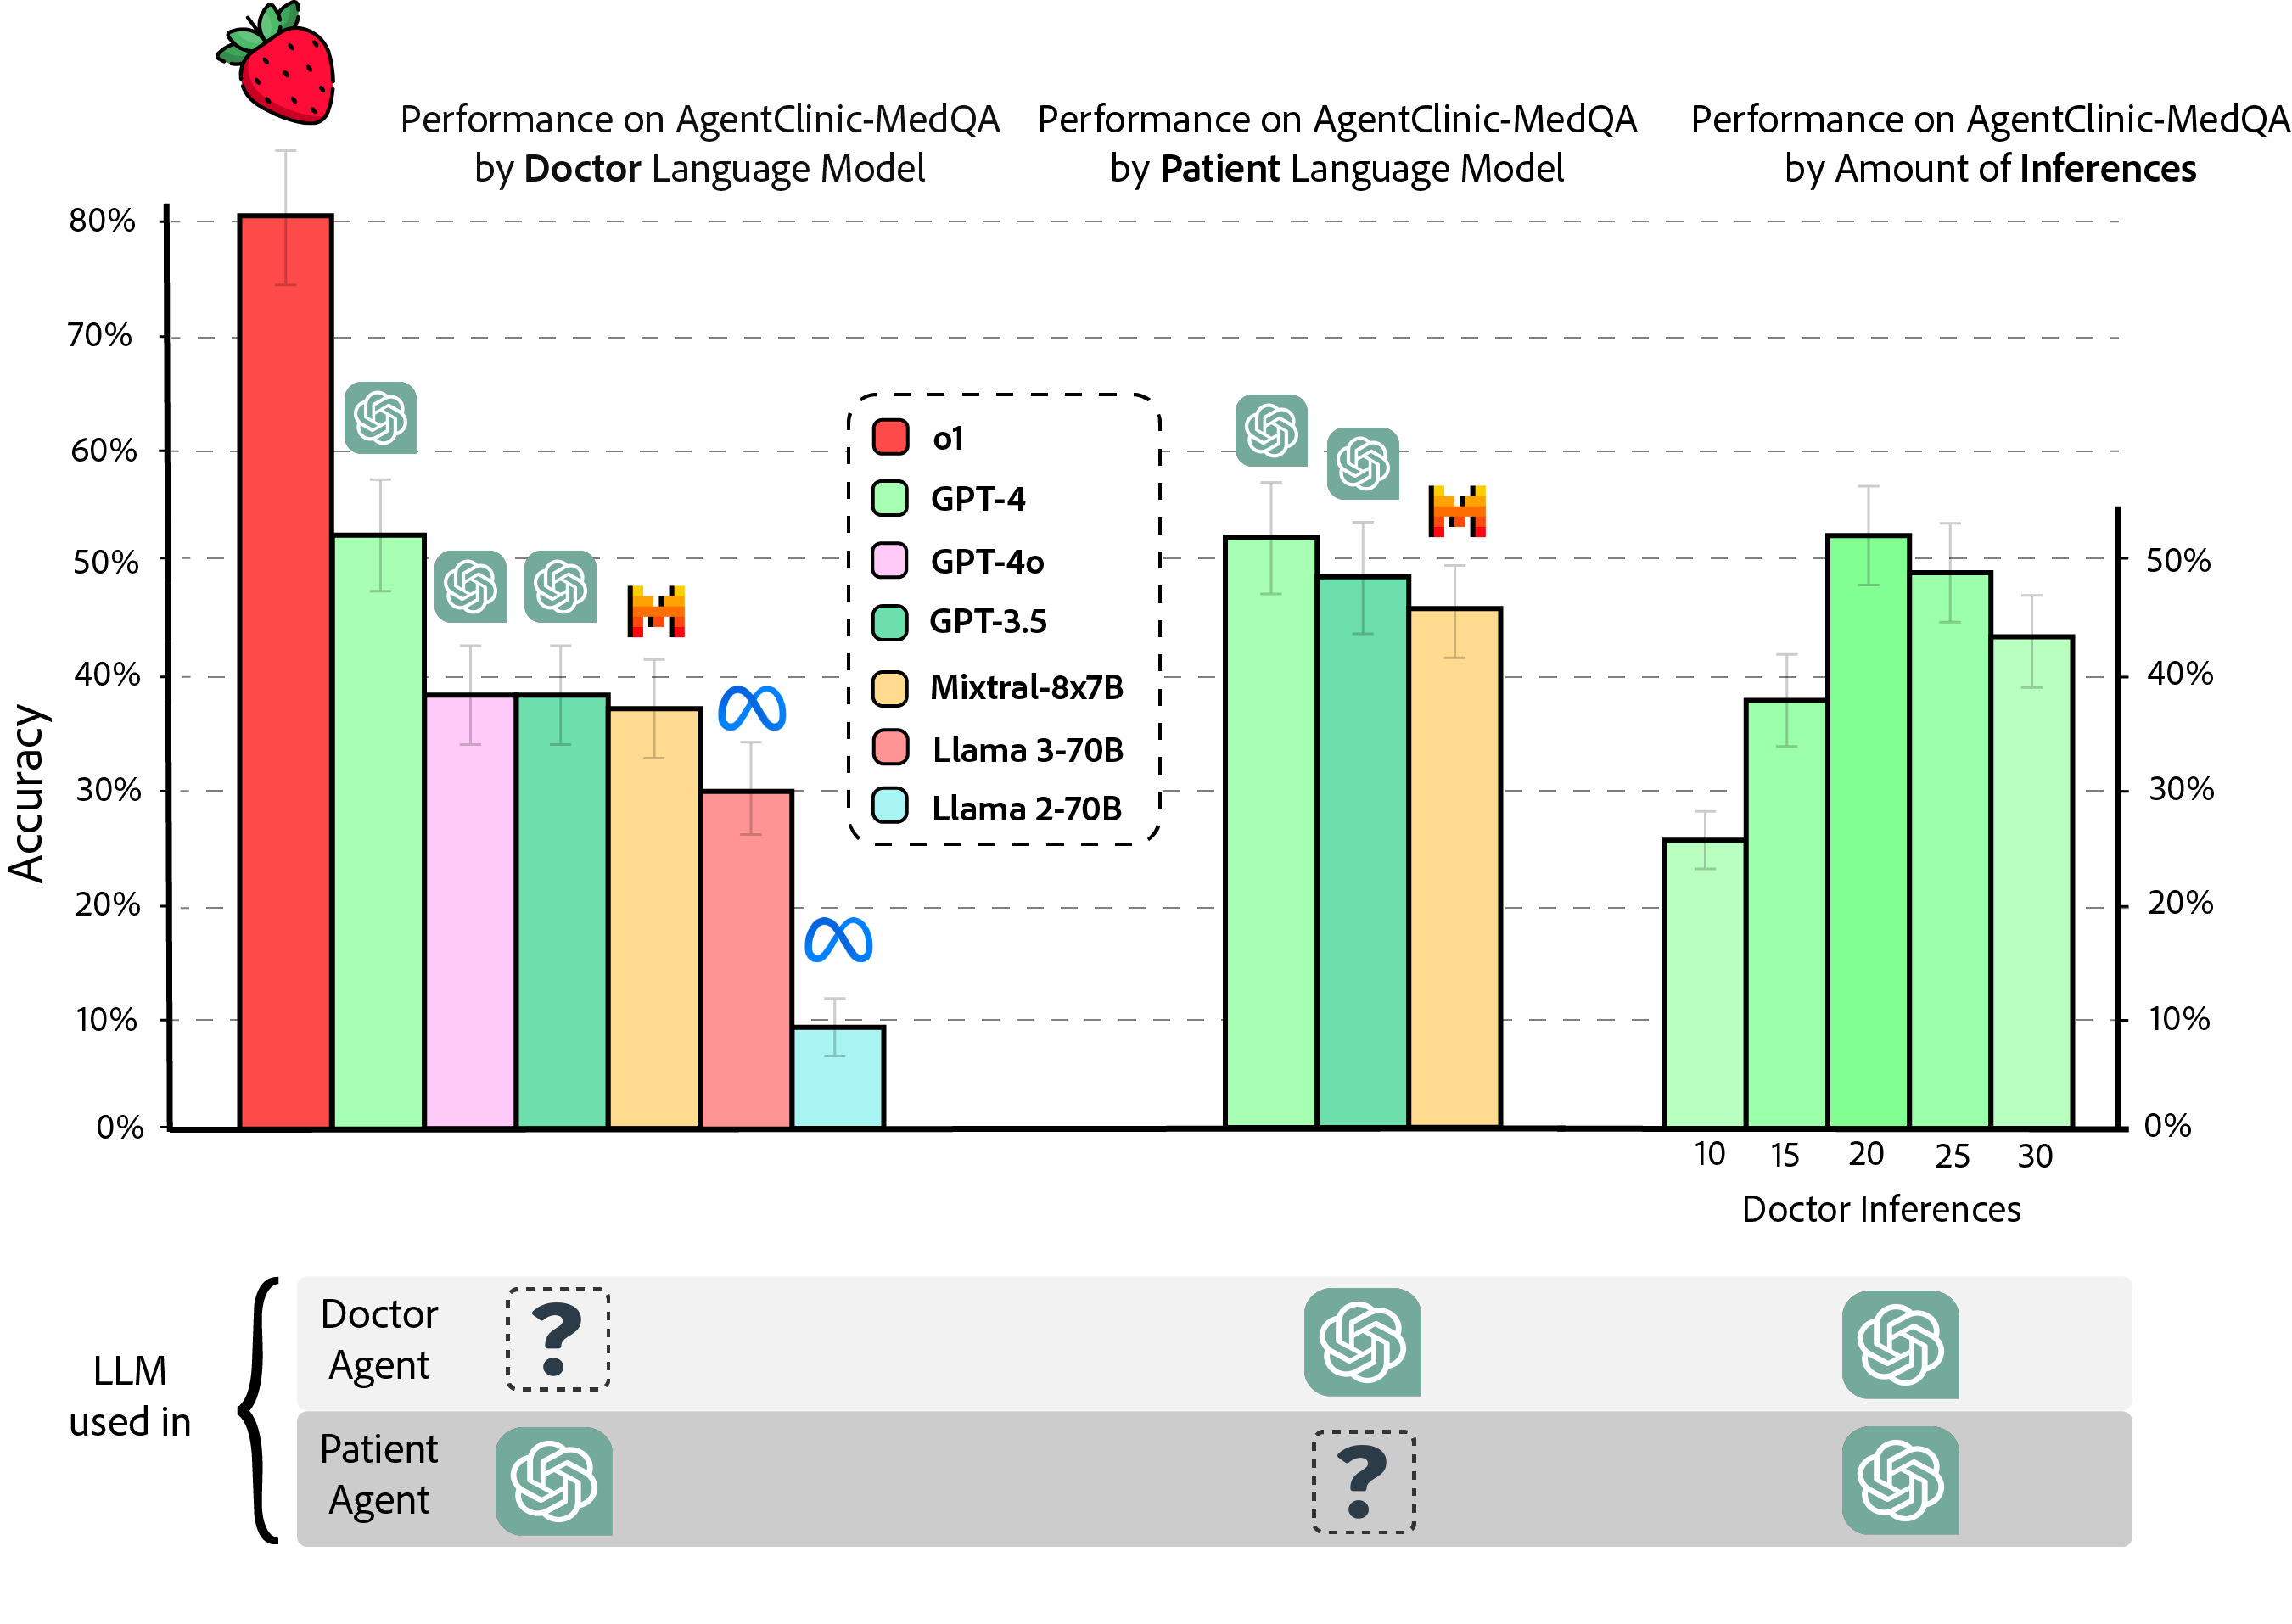 Performance on AgentClinic-MedQA
by Doctor Language Model
Performance on AgentClinic-MedQA
by Patient Language Model
Performance on AgentClinic-MedQA
by Amount of Inferences
Accuracy
80%
70%
60%
50%
40%
30%
20%
10%
0%
o1
GPT-4
GPT-4o
GPT-3.5
Mixtral-8x7B
Llama 3-70B
Llama 2-70B
50%
40%
30%
20%
10%
0%
10 15 20 25 30
Doctor Inferences
LLM
used in
Doctor
Agent
?
Patient
Agent
?